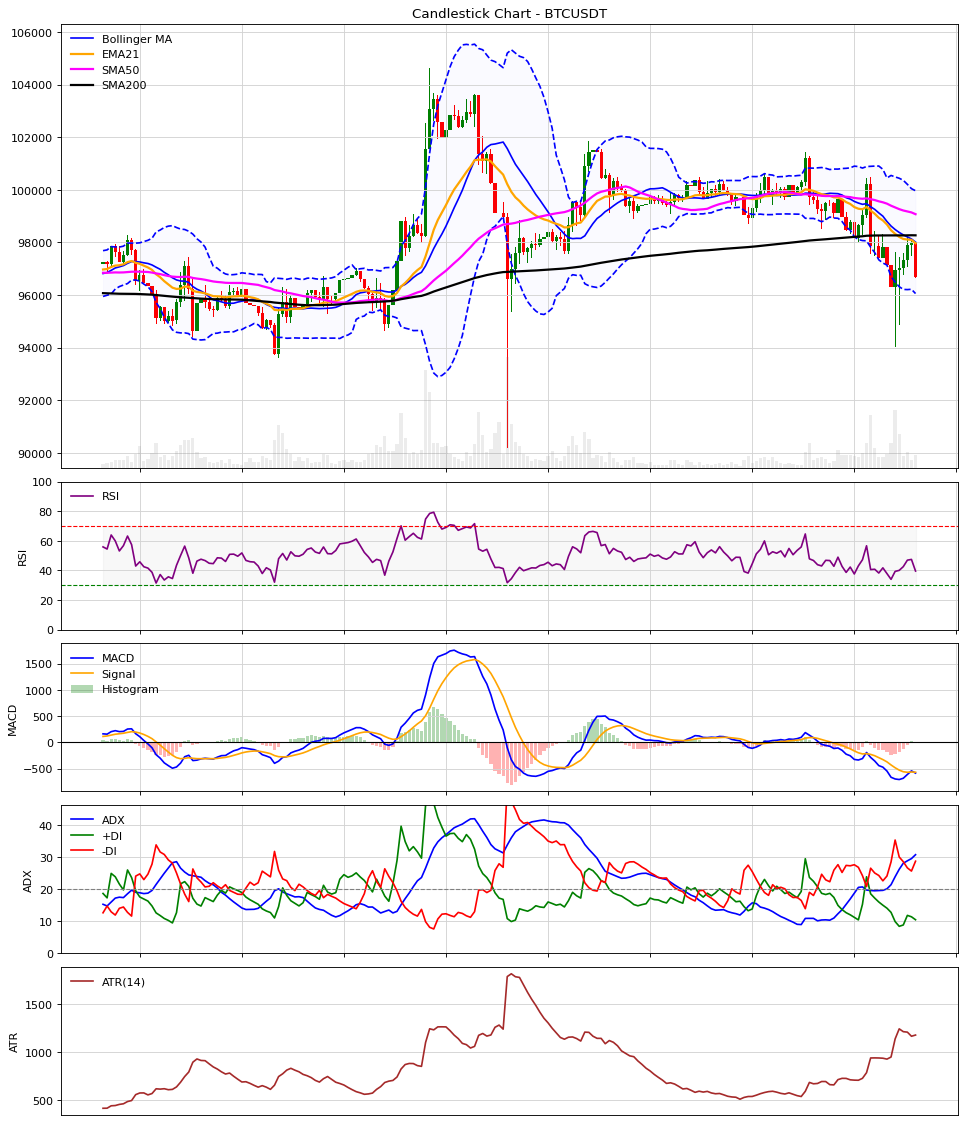 Candlestick Chart - BTCUSDT
106000
104000
102000
100000
98000
96000
94000
92000
90000
Bollinger MA
EMA21
SMA50
SMA200
100
80
60
40
20
0
RSI
RSI
1500
1000
500
0
−500
MACD
MACD
Signal
Histogram
40
30
20
10
0
ADX
ADX
+DI
-DI
1500
1000
500
ATR
ATR(14)